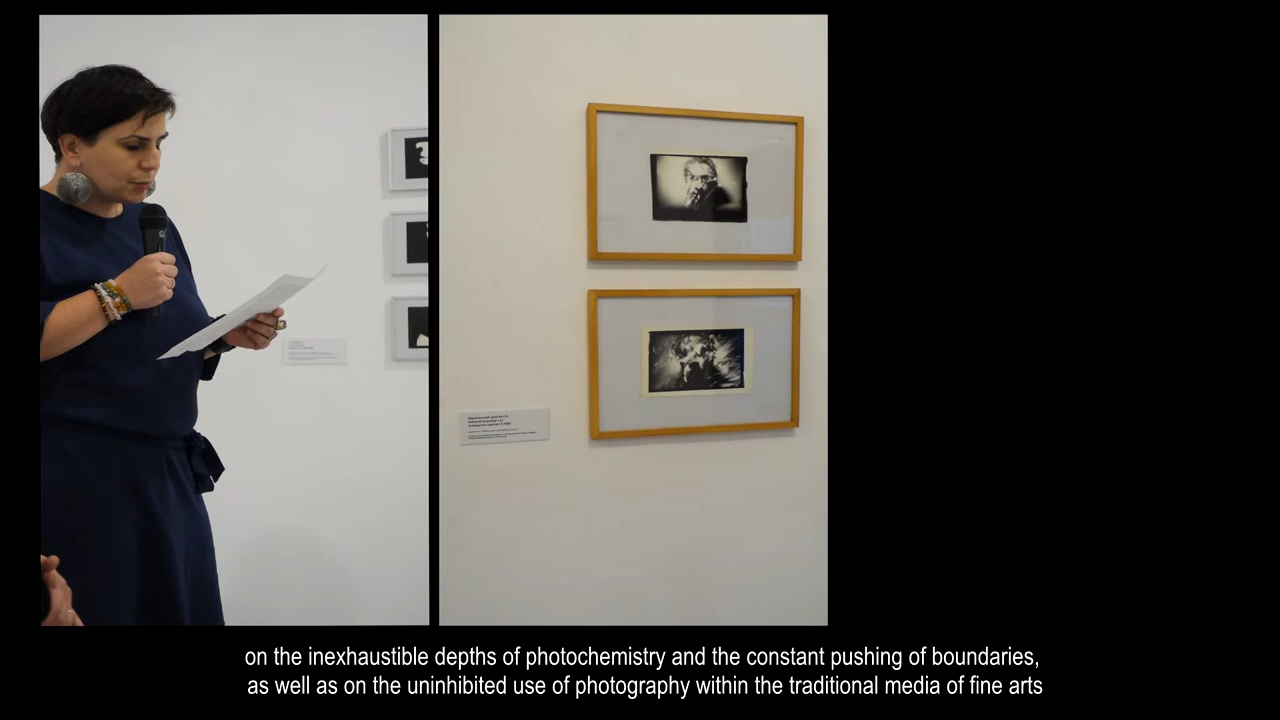 on the inexhaustible depths of photochemistry and the constant pushing of boundaries,
as well as on the uninhibited use of photography within the traditional media of fine arts